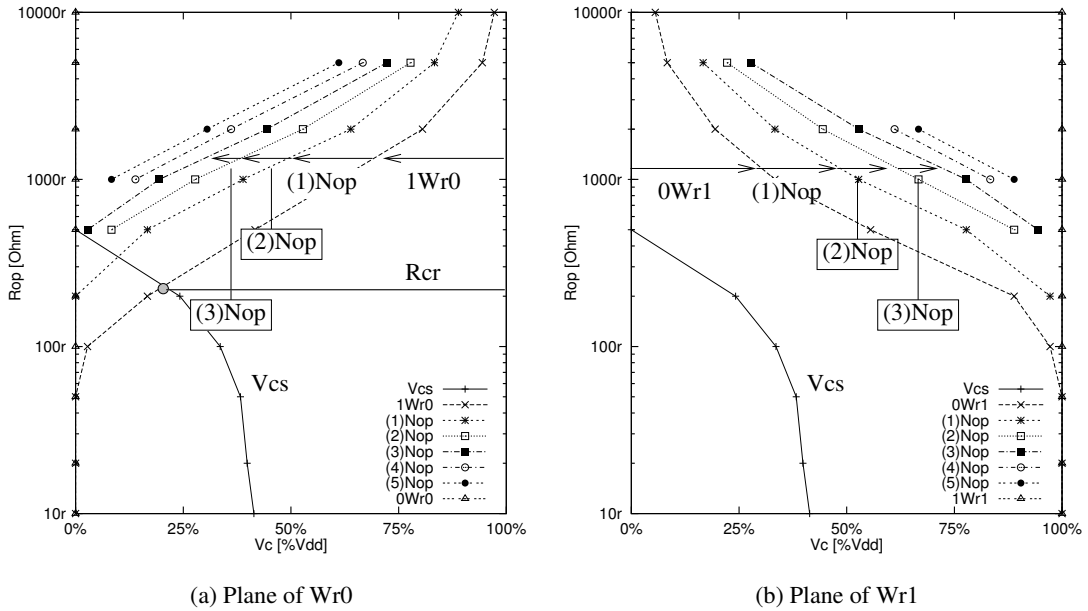 10000r
1000r
100r
10r
Rop [Ohm]
(1)Nop
1Wr0
(2)Nop
Rcr
(3)Nop
Vcs
Vcs
1Wr0
(1)Nop
(2)Nop
(3)Nop
(4)Nop
(5)Nop
0Wr0
0% 25% 50% 75% 100%
Vc [%Vdd]
(a) Plane of Wr0
10000r
1000r
100r
10r
Rop [Ohm]
0Wr1
(1)Nop
(2)Nop
(3)Nop
Vcs
Vcs
0Wr1
(1)Nop
(2)Nop
(3)Nop
(4)Nop
(5)Nop
1Wr1
0% 25% 50% 75% 100%
Vc [%Vdd]
(b) Plane of Wr1